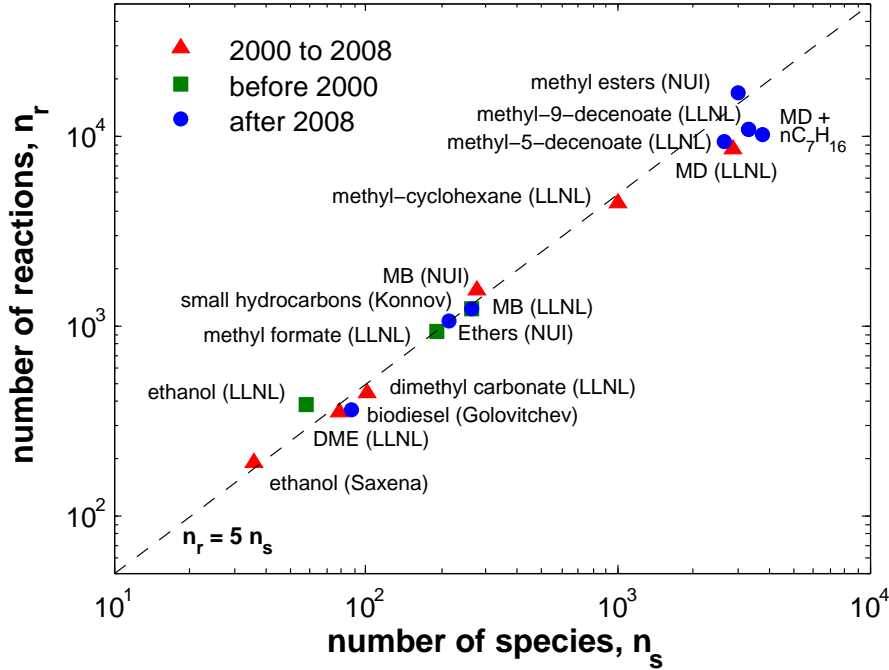 2000 to 2008
before 2000
after 2008
methyl esters (NUI)
methyl−9−decenoate (LLNL)
MD +
nC7H16
methyl−5−decenoate (LLNL)
MD (LLNL)
methyl−cyclohexane (LLNL)
MB (NUI)
small hydrocarbons (Konnov)
MB (LLNL)
methyl formate (LLNL)
Ethers (NUI)
ethanol (LLNL)
dimethyl carbonate (LLNL)
biodiesel (Golovitchev)
DME (LLNL)
ethanol (Saxena)
nr = 5 ns
number of reactions, nr
10^4
10^3
10^2
10^1
10^2
10^3
10^4
number of species, ns